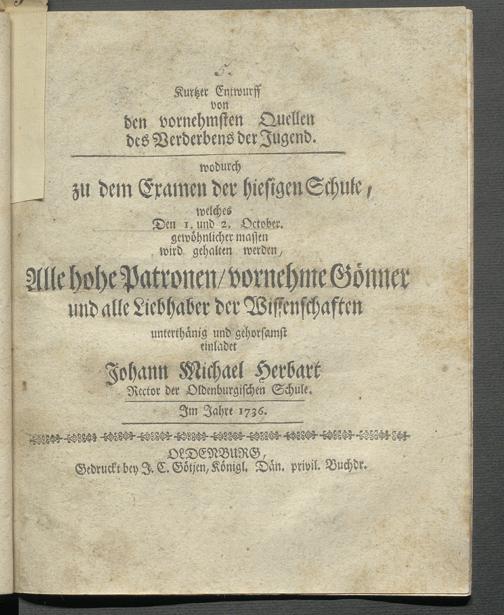 5.
Kurtzer Entwurff
von
den vornehmsten Quellen
des Verderbens der Jugend.
wodurch
zu dem Examen der hiesigen Schule,
welches
Den 1. und 2. October.
gewöhnlicher massen
wird gehalten werden,
Alle hohe Patronen/vornehme Gönner
und alle Liebhaber der Wissenschaften
unterthänig und gehorsamst
einladet
Johann Michael Herbart
Rector der Oldenburgischen Schule.
Im Jahre 1736.
OLDENBURG,
Gedruckt bey J. C. Götjen, Königl. Dän. privil. Buchdr.